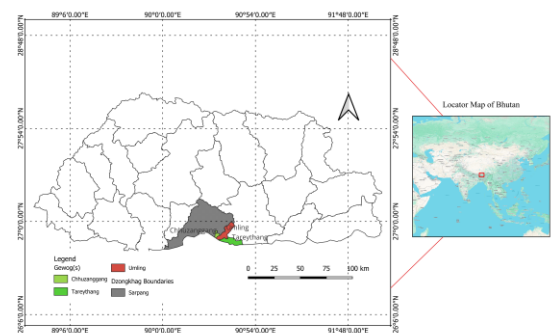 89°6'0.00"E 90°0'0.00"E 90°54'0.00"E 91°48'0.00"E
28°48'0.00"N 28°48'0.00"N
27°54'0.00"N 27°54'0.00"N
Locator Map of Bhutan
27°0'0.00"N 27°0'0.00"N
Chhuzanggang Umling
Tareythang
Legend
Gewog(s)
Chhuzanggang
Tareythang
Umling
Dzongkhag Boundaries
Sarpang
0 25 50 75 100 km
26°6'0.00"N 26°6'0.00"N
89°6'0.00"E 90°0'0.00"E 90°54'0.00"E 91°48'0.00"E